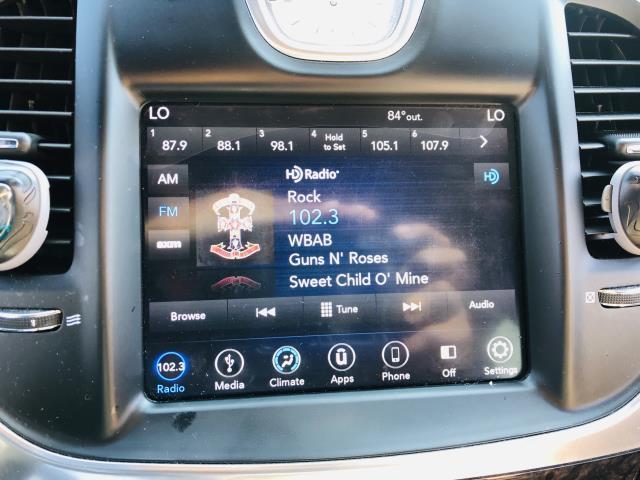 LO 84° out. LO
1 87.9 2 88.1 3 98.1 4 Hold to Set 5 105.1 6 107.9 >
AM
HD Radio
HD
Rock
FM
102.3
WBAB
sxm
Guns N' Roses
Sweet Child O' Mine
Browse Tune Audio
102.3
Radio Media Climate Apps Phone Off Settings